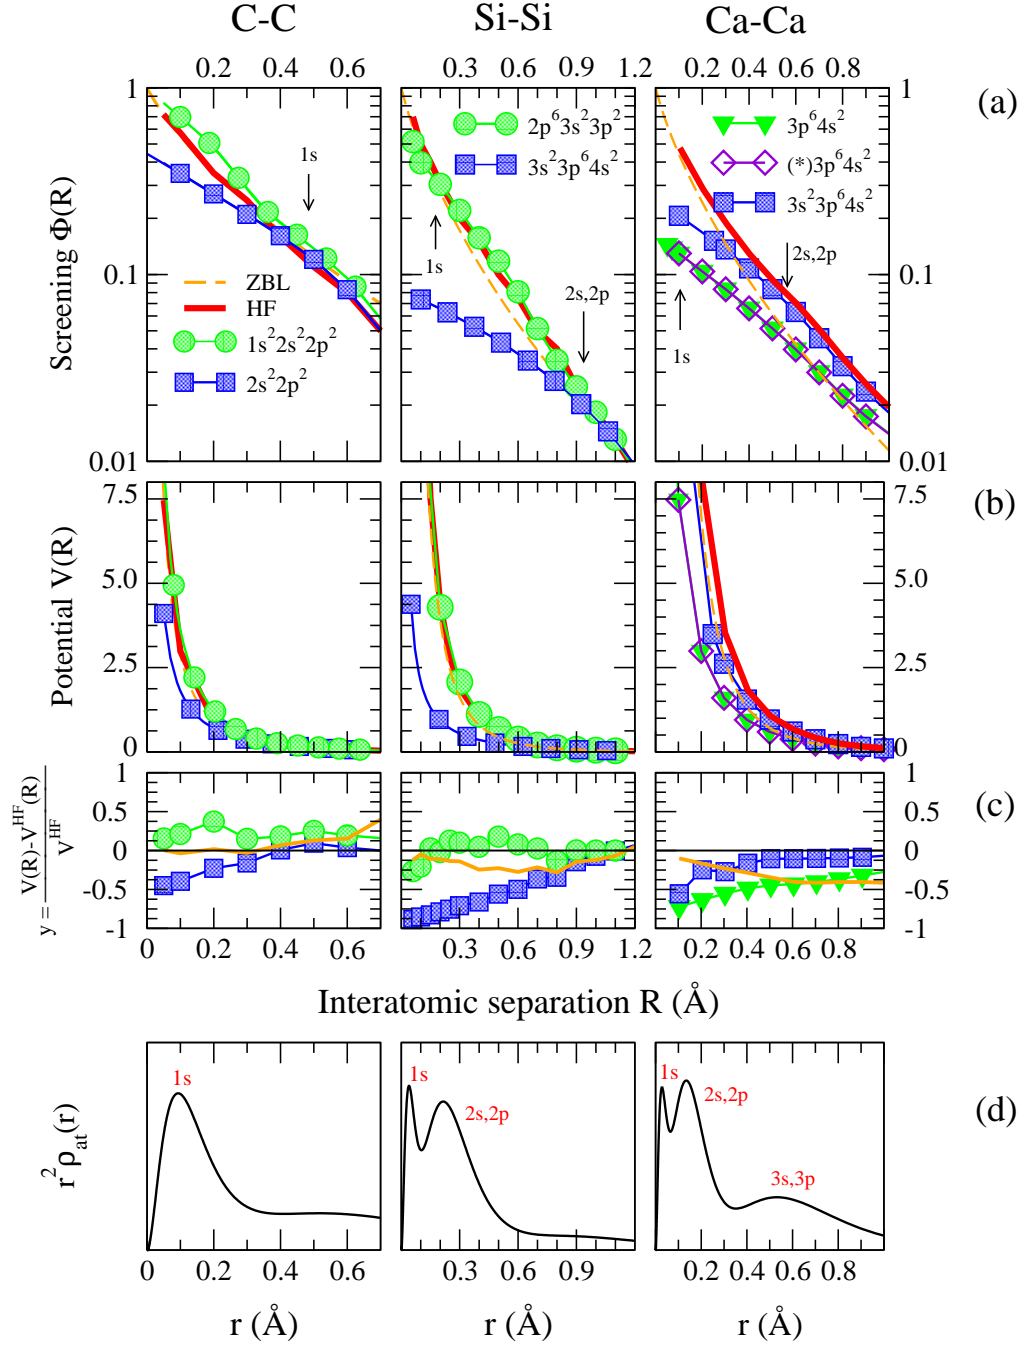 C-C Si-Si Ca-Ca
0.2 0.4 0.6 0.3 0.6 0.9 1.2 0.2 0.4 0.6 0.8
(a)
Screening Φ(R)
1
0.1
0.01
1s
ZBL
HF
1s²2s²2p²
2s²2p²
2p⁶3s²3p²
3s²3p⁶4s²
1s
2s,2p
3p⁶4s²
(*)3p⁶4s²
3s²3p⁶4s²
2s,2p
1s
1
0.1
0.01
(b)
Potential V(R)
7.5
5.0
2.5
0
7.5
5.0
2.5
0
(c)
y = V(R)-V^HF(R) / V^HF
1
0.5
0
-0.5
-1
1
0.5
0
-0.5
-1
0 0.2 0.4 0.6 0.3 0.6 0.9 1.2 0.2 0.4 0.6 0.8
Interatomic separation R (Å)
(d)
r²ρ_at(r)
1s
1s
2s,2p
1s
2s,2p
3s,3p
0 0.2 0.4 0.6 0.3 0.6 0.9 0.2 0.4 0.6 0.8
r (Å) r (Å) r (Å)